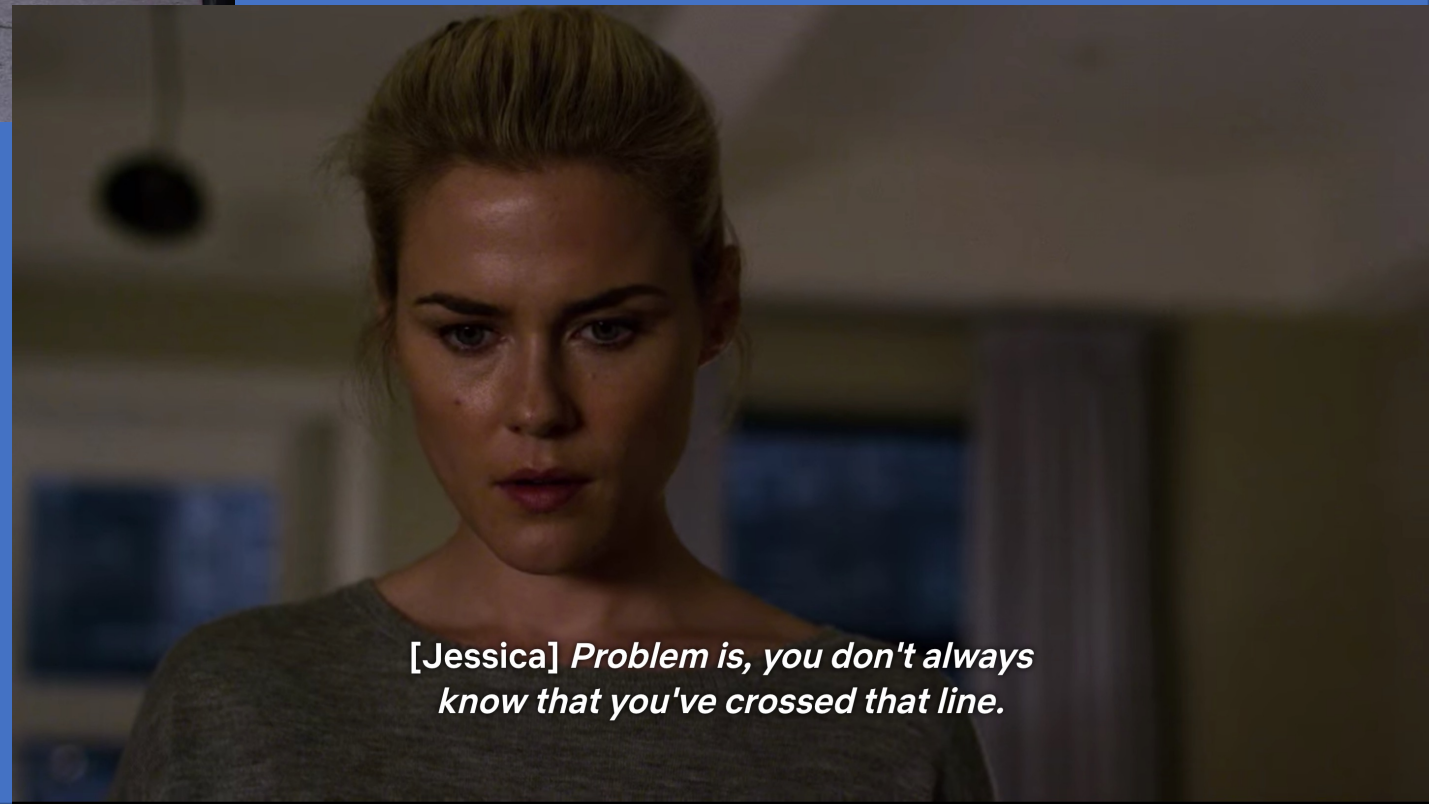 [Jessica] Problem is, you don't always
know that you've crossed that line.